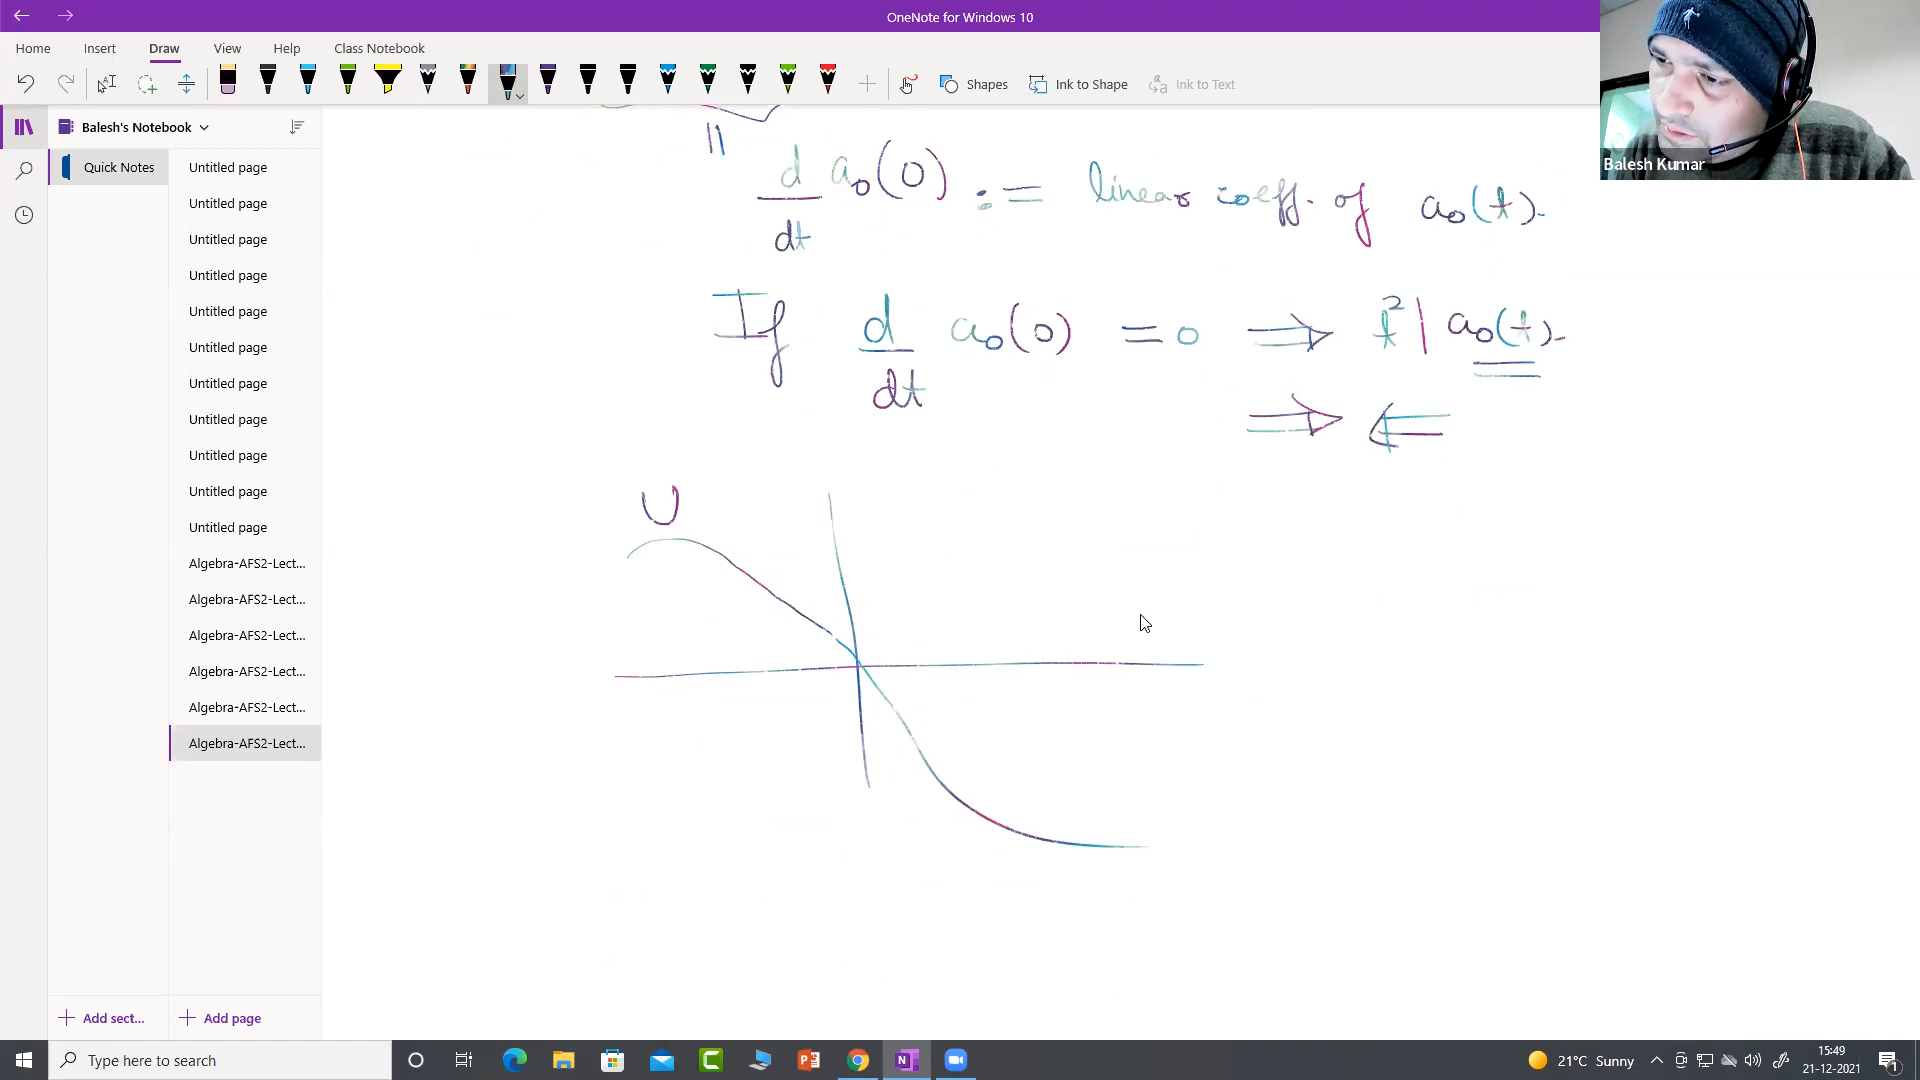 OneNote for Windows 10
Home Insert Draw View Help Class Notebook
Shapes Ink to Shape Ink to Text
Balesh Kumar
Balesh's Notebook
Quick Notes
Untitled page
Untitled page
Untitled page
Untitled page
Untitled page
Untitled page
Untitled page
Untitled page
Untitled page
Untitled page
Untitled page
Algebra-AFS2-Lect...
Algebra-AFS2-Lect...
Algebra-AFS2-Lect...
Algebra-AFS2-Lect...
Algebra-AFS2-Lect...
Algebra-AFS2-Lect...
d/dt a₀(0) := linear coeff. of a₀(t).
If d/dt a₀(0) = 0 ⟹ t² | a₀(t).
⟹ ⟸
U
Add sect... Add page
Type here to search
21°C Sunny
15:49
21-12-2021
1